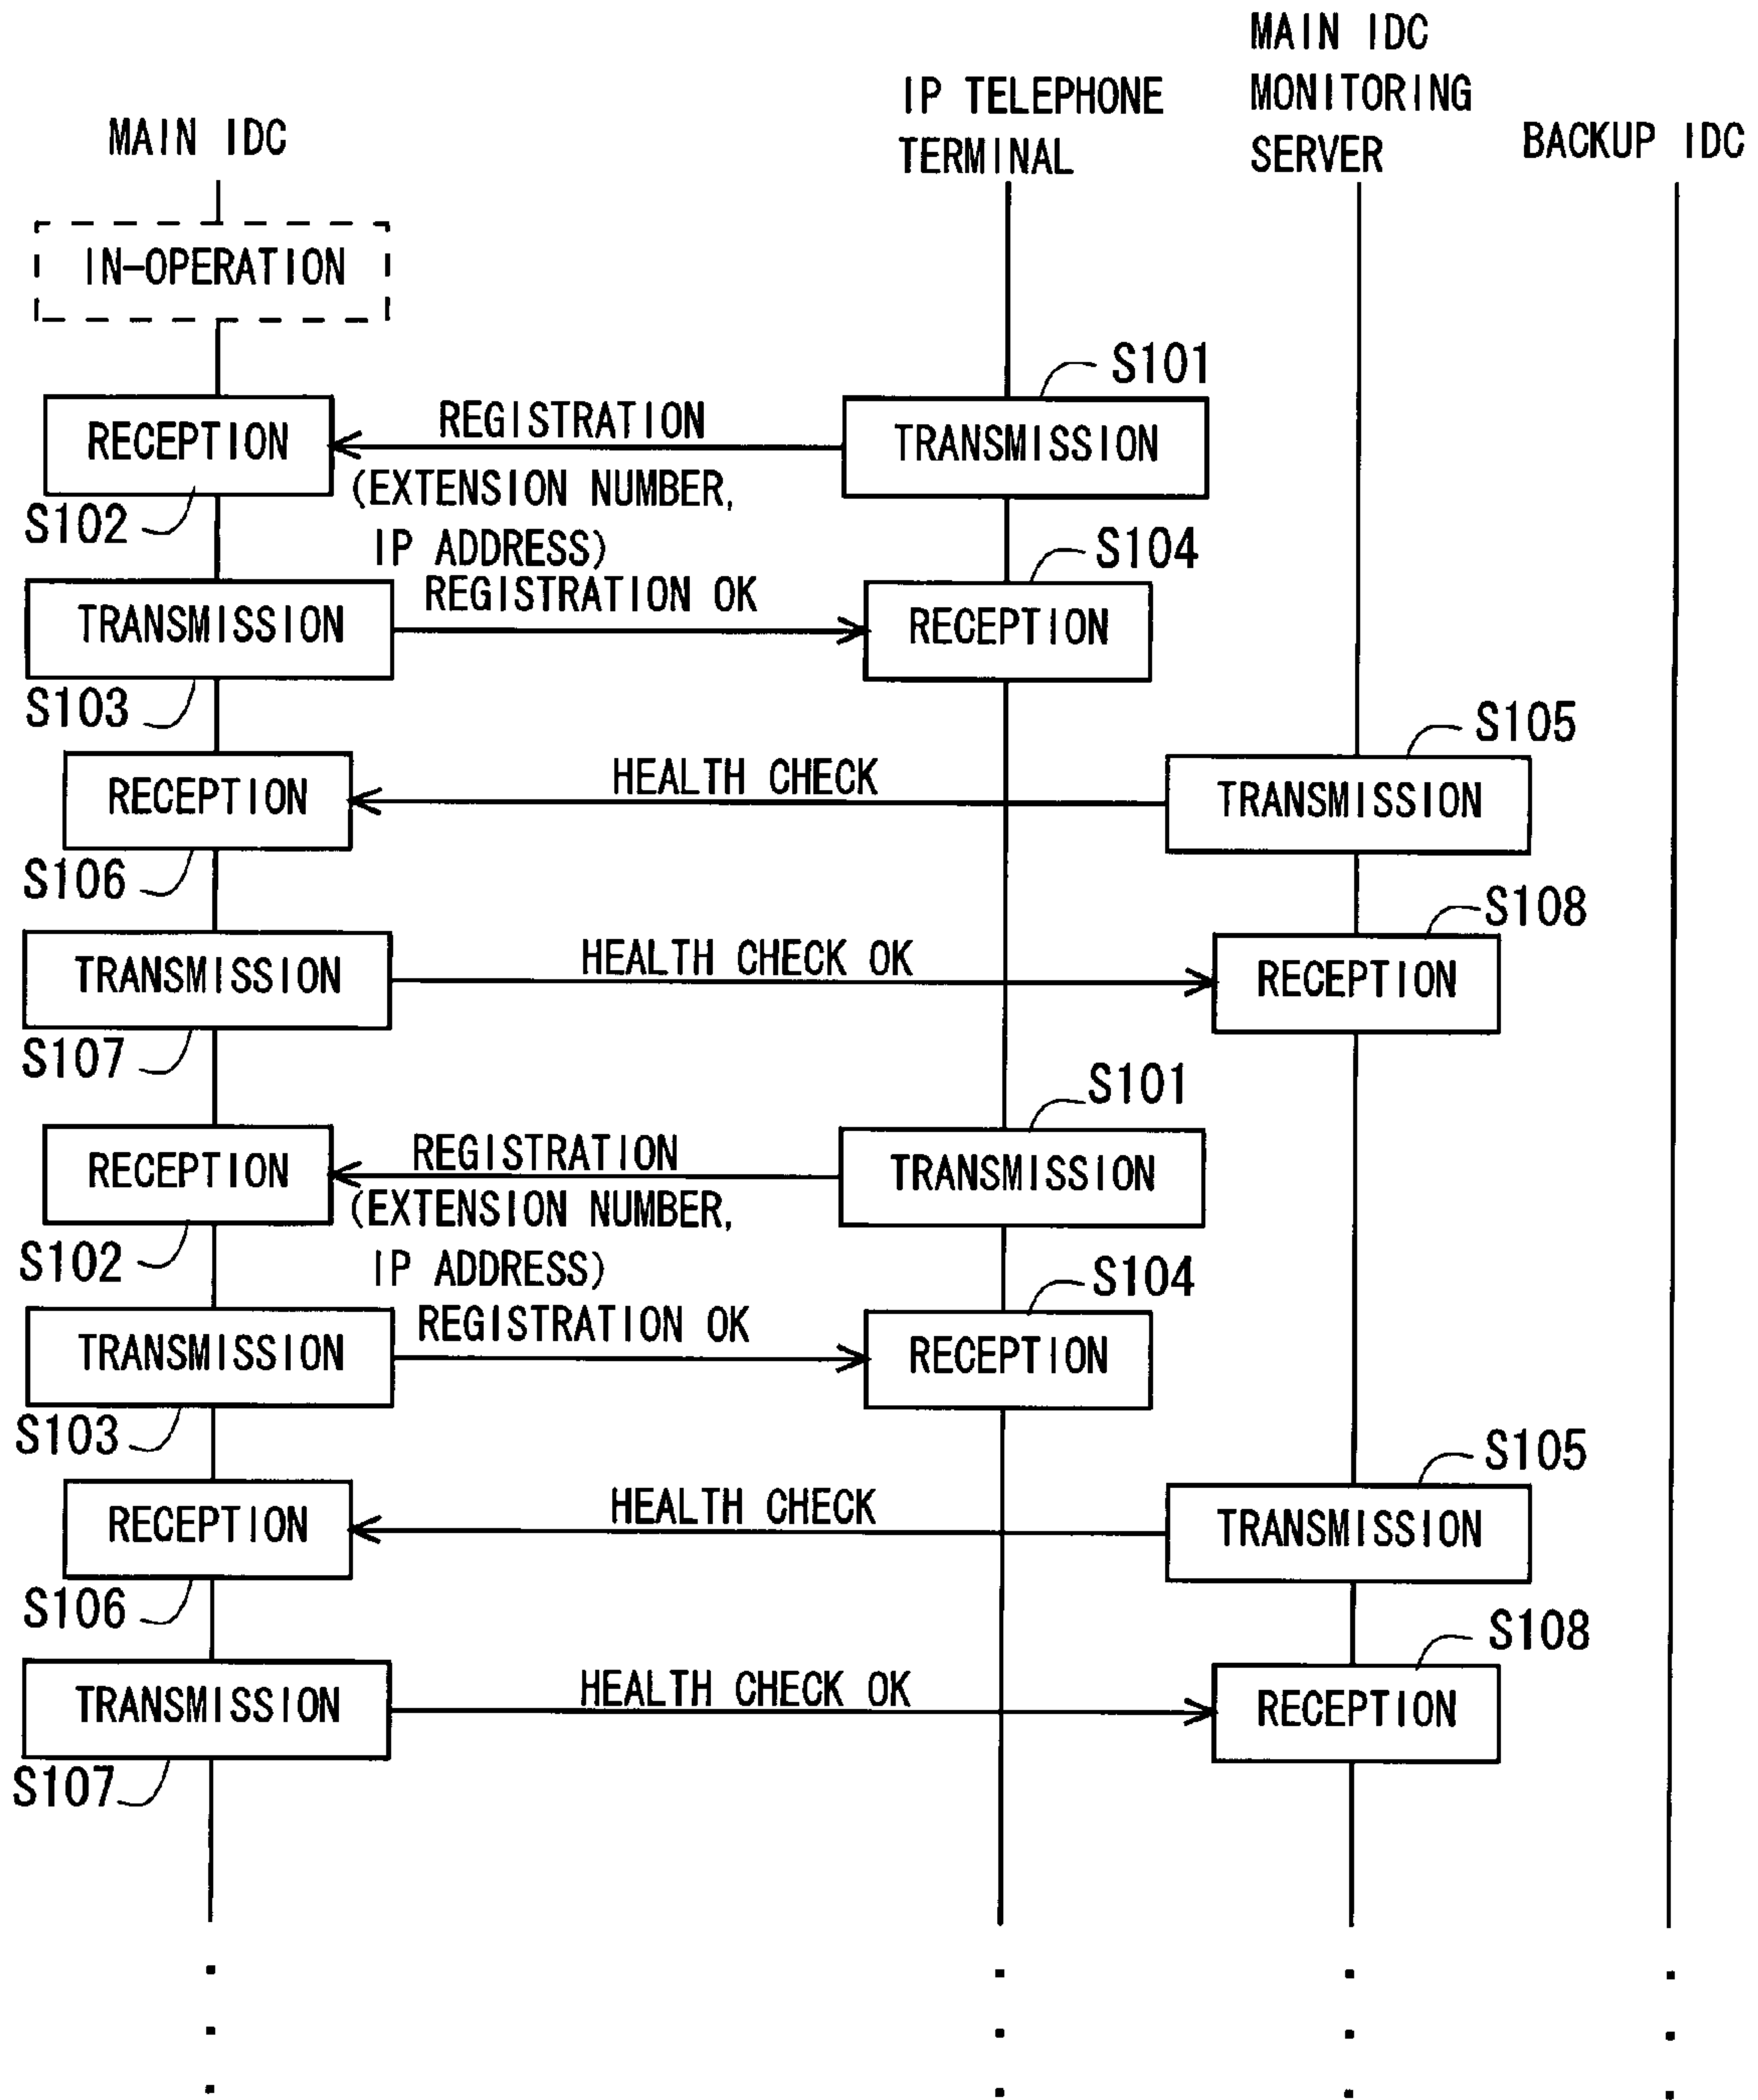 MAIN IDC
IP TELEPHONE
TERMINAL
MAIN IDC
MONITORING
SERVER
BACKUP IDC
IN-OPERATION
S101
RECEPTION
REGISTRATION
TRANSMISSION
(EXTENSION NUMBER,
IP ADDRESS)
S102
S104
TRANSMISSION
REGISTRATION OK
RECEPTION
S103
S105
RECEPTION
HEALTH CHECK
TRANSMISSION
S106
S108
TRANSMISSION
HEALTH CHECK OK
RECEPTION
S107
S101
RECEPTION
REGISTRATION
TRANSMISSION
(EXTENSION NUMBER,
IP ADDRESS)
S102
S104
TRANSMISSION
REGISTRATION OK
RECEPTION
S103
S105
RECEPTION
HEALTH CHECK
TRANSMISSION
S106
S108
TRANSMISSION
HEALTH CHECK OK
RECEPTION
S107